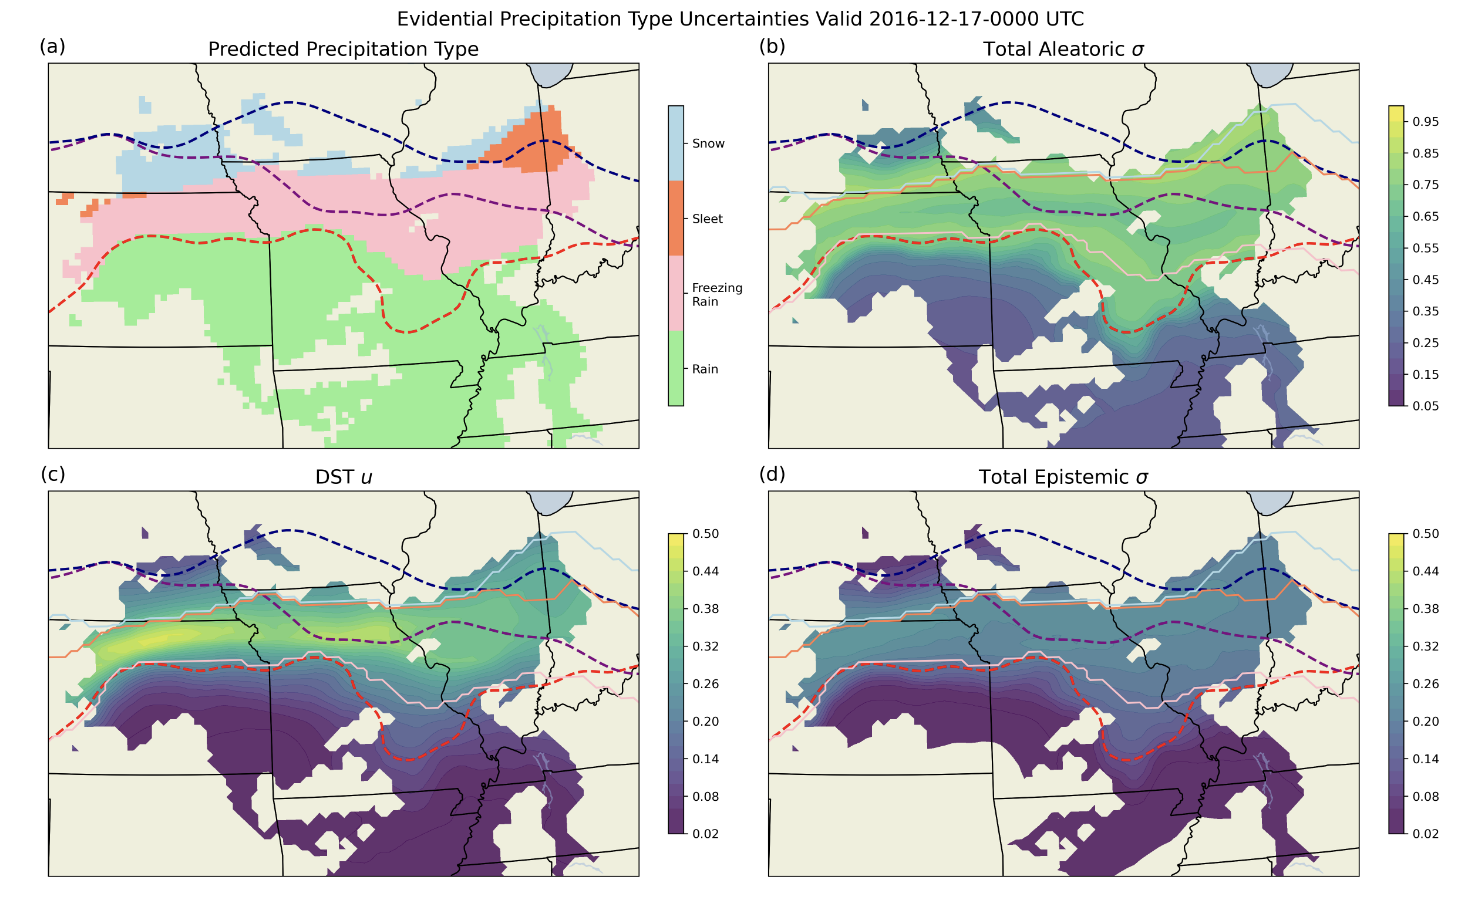 Evidential Precipitation Type Uncertainties Valid 2016-12-17-0000 UTC
(a)
Predicted Precipitation Type
Snow
Sleet
Freezing
Rain
Rain
(b)
Total Aleatoric σ
0.95
0.85
0.75
0.65
0.55
0.45
0.35
0.25
0.15
0.05
(c)
DST u
0.50
0.44
0.38
0.32
0.26
0.20
0.14
0.08
0.02
(d)
Total Epistemic σ
0.50
0.44
0.38
0.32
0.26
0.20
0.14
0.08
0.02